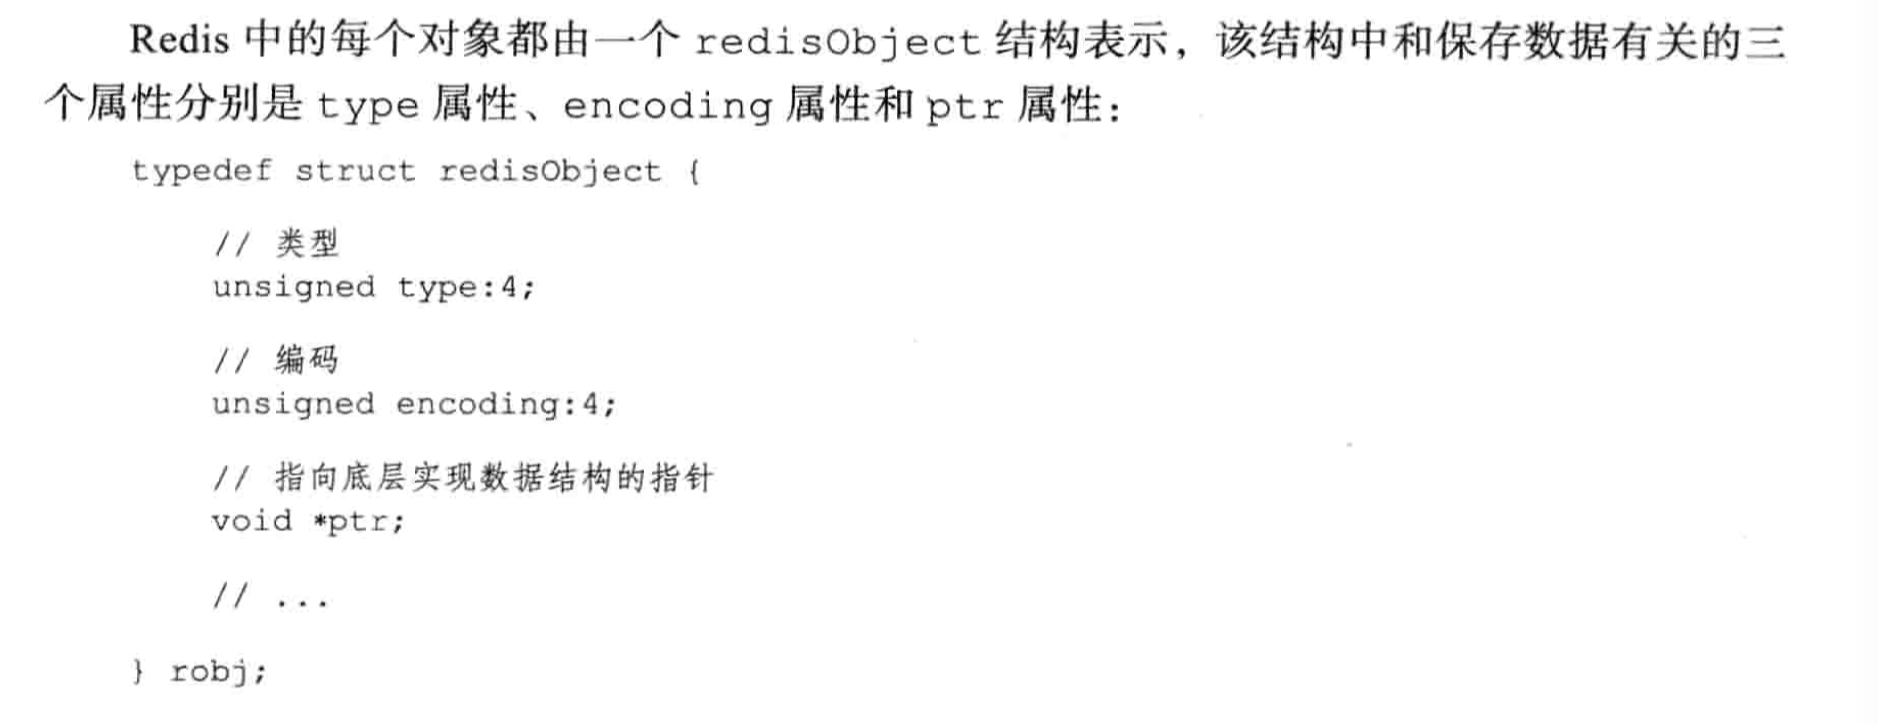 Redis 中的每个对象都由一个 redisObject 结构表示，该结构中和保存数据有关的三
个属性分别是 type 属性、encoding 属性和 ptr 属性：
typedef struct redisObject {
// 类型
unsigned type:4;
// 编码
unsigned encoding:4;
// 指向底层实现数据结构的指针
void *ptr;
// ...
} robj;